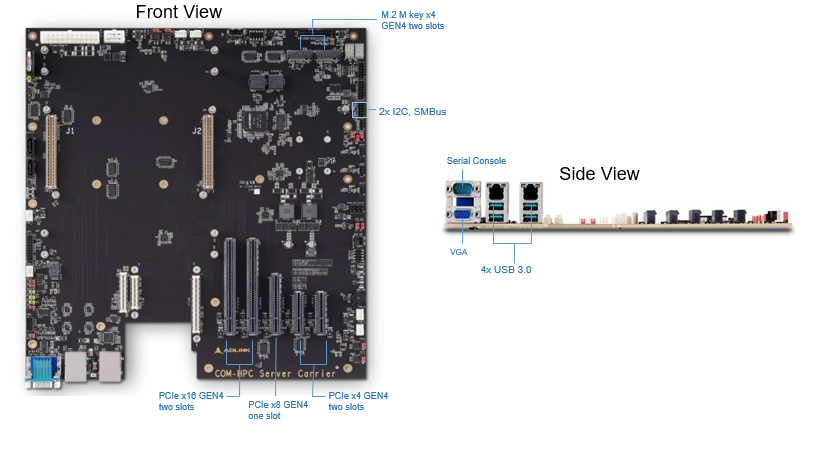 Front View
M.2 M key x4
GEN4 two slots
2x I2C, SMBus
J1
J2
Serial Console
Side View
VGA
4x USB 3.0
ADLINK
COM-HPC Server Carrier
PCIe x16 GEN4
two slots
PCIe x8 GEN4
one slot
PCIe x4 GEN4
two slots